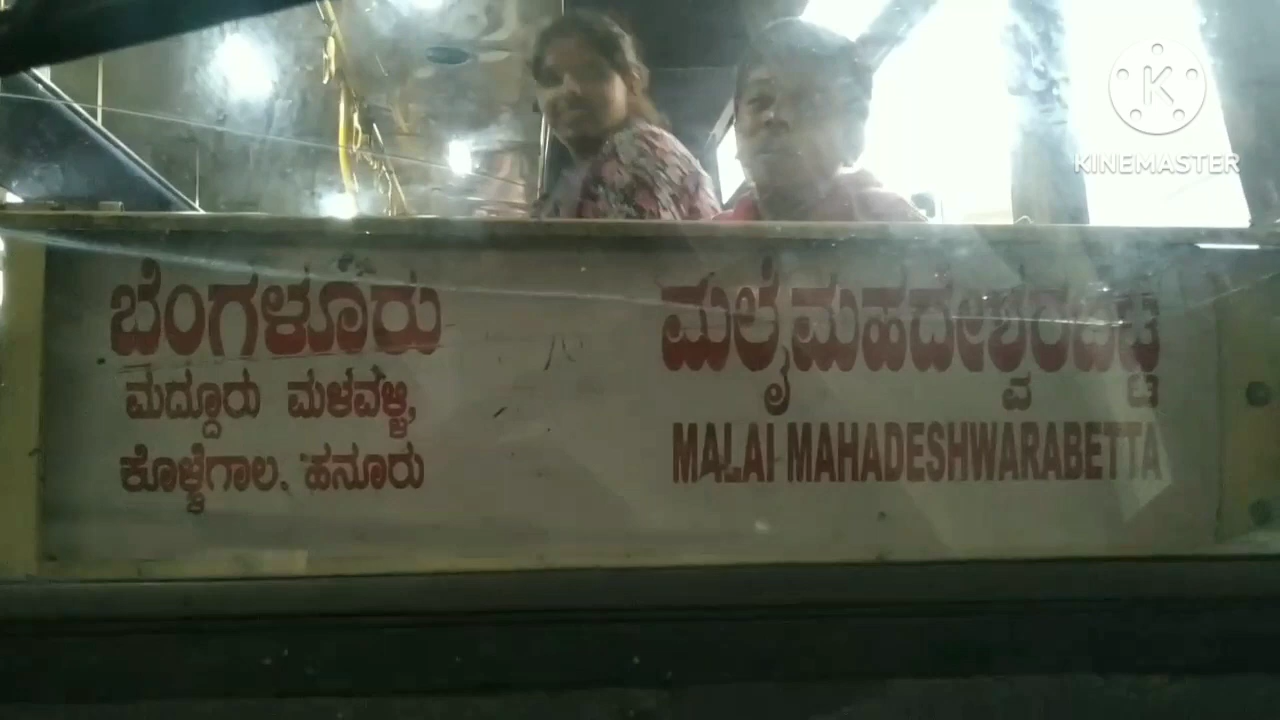 K
KINEMASTER
ಬೆಂಗಳೂರು
ಮದ್ದೂರು ಮಳವಳ್ಳಿ,
ಕೊಳ್ಳೆಗಾಲ. ಹನೂರು
ಮಲೈಮಹದೇಶ್ವರಬೆಟ್ಟ
MALAI MAHADESHWARABETTA